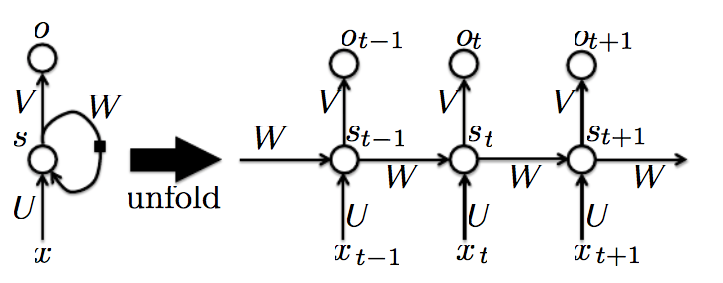 o
o_{t-1} o_t o_{t+1}
V W V V V
s W s_{t-1} s_t s_{t+1}
W W W
unfold
U U U U
x x_{t-1} x_t x_{t+1}